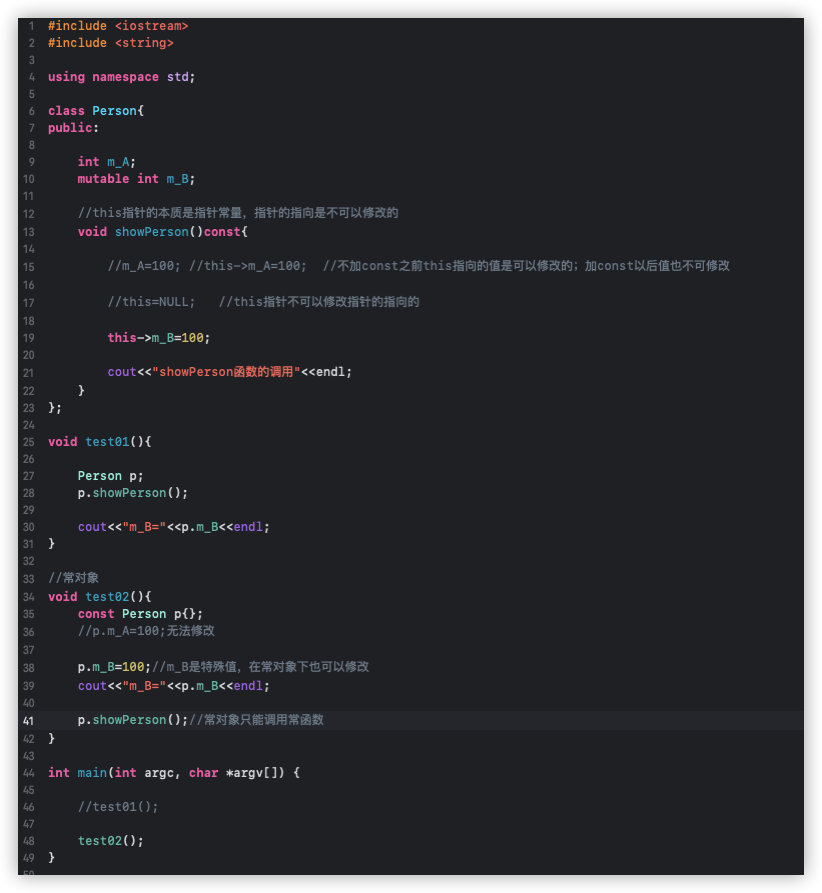 1 #include <iostream>
2 #include <string>
3
4 using namespace std;
5
6 class Person{
7 public:
8
9     int m_A;
10     mutable int m_B;
11
12     //this指针的本质是指针常量，指针的指向是不可以修改的
13     void showPerson()const{
14
15         //m_A=100; //this->m_A=100;  //不加const之前this指向的值是可以修改的；加const以后值也不可修改
16
17         //this=NULL;   //this指针不可以修改指针的指向的
18
19         this->m_B=100;
20
21         cout<<"showPerson函数的调用"<<endl;
22     }
23 };
24
25 void test01(){
26
27     Person p;
28     p.showPerson();
29
30     cout<<"m_B="<<p.m_B<<endl;
31 }
32
33 //常对象
34 void test02(){
35     const Person p{};
36     //p.m_A=100;无法修改
37
38     p.m_B=100;//m_B是特殊值，在常对象下也可以修改
39     cout<<"m_B="<<p.m_B<<endl;
40
41     p.showPerson();//常对象只能调用常函数
42 }
43
44 int main(int argc, char *argv[]) {
45
46     //test01();
47
48     test02();
49 }
50